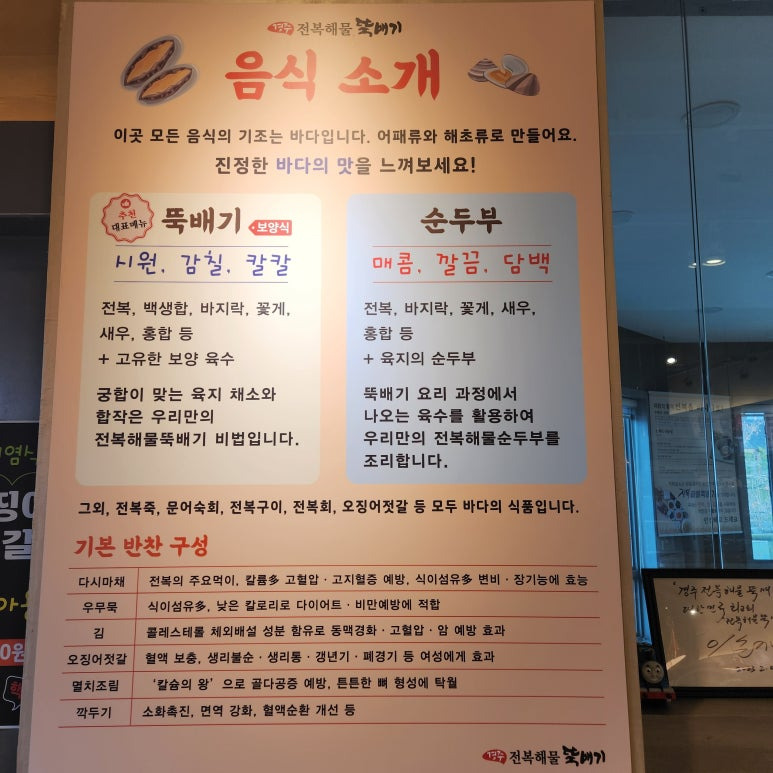 경주 전복해물 뚝배기
음식 소개
이곳 모든 음식의 기조는 바다입니다. 어패류와 해초류로 만들어요.
진정한 바다의 맛을 느껴보세요!
추천
대표메뉴
뚝배기 보양식
시원, 감칠, 칼칼
전복, 백생합, 바지락, 꽃게,
새우, 홍합 등
+ 고유한 보양 육수
궁합이 맞는 육지 채소와
합작은 우리만의
전복해물뚝배기 비법입니다.
순두부
매콤, 깔끔, 담백
전복, 바지락, 꽃게, 새우,
홍합 등
+ 육지의 순두부
뚝배기 요리 과정에서
나오는 육수를 활용하여
우리만의 전복해물순두부를
조리합니다.
그외, 전복죽, 문어숙회, 전복구이, 전복회, 오징어젓갈 등 모두 바다의 식품입니다.
기본 반찬 구성
다시마채 전복의 주요먹이, 칼륨多 고혈압 · 고지혈증 예방, 식이섬유多 변비 · 장기능에 효능
우무묵 식이섬유多, 낮은 칼로리로 다이어트 · 비만예방에 적합
김 콜레스테롤 체외배설 성분 함유로 동맥경화 · 고혈압 · 암 예방 효과
오징어젓갈 혈액 보충, 생리불순 · 생리통 · 갱년기 · 폐경기 등 여성에게 효과
멸치조림 ‘칼슘의 왕’으로 골다공증 예방, 튼튼한 뼈 형성에 탁월
깍두기 소화촉진, 면역 강화, 혈액순환 개선 등
경주 전복해물 뚝배기